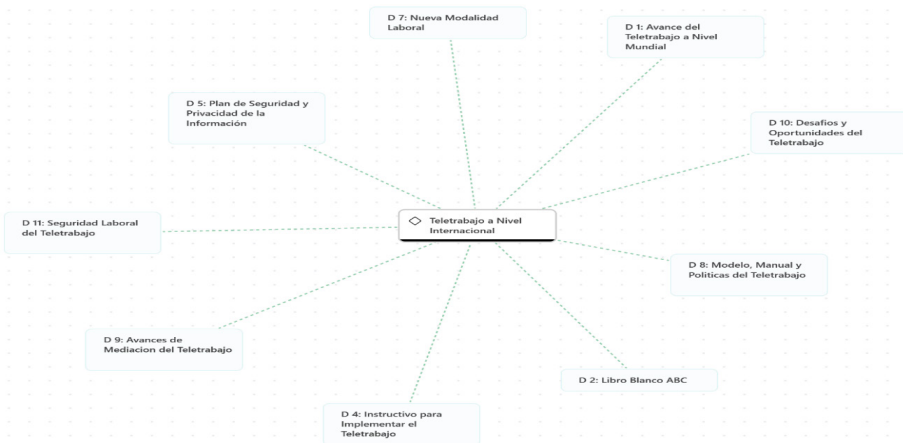 D 7: Nueva Modalidad
Laboral
D 1: Avance del
Teletrabajo a Nivel
Mundial
D 5: Plan de Seguridad y
Privacidad de la
Información
D 10: Desafios y
Oportunidades del
Teletrabajo
D 11: Seguridad Laboral
del Teletrabajo
Teletrabajo a Nivel
Internacional
D 8: Modelo, Manual y
Politicas del Teletrabajo
D 9: Avances de
Mediacion del Teletrabajo
D 2: Libro Blanco ABC
D 4: Instructivo para
Implementar el
Teletrabajo